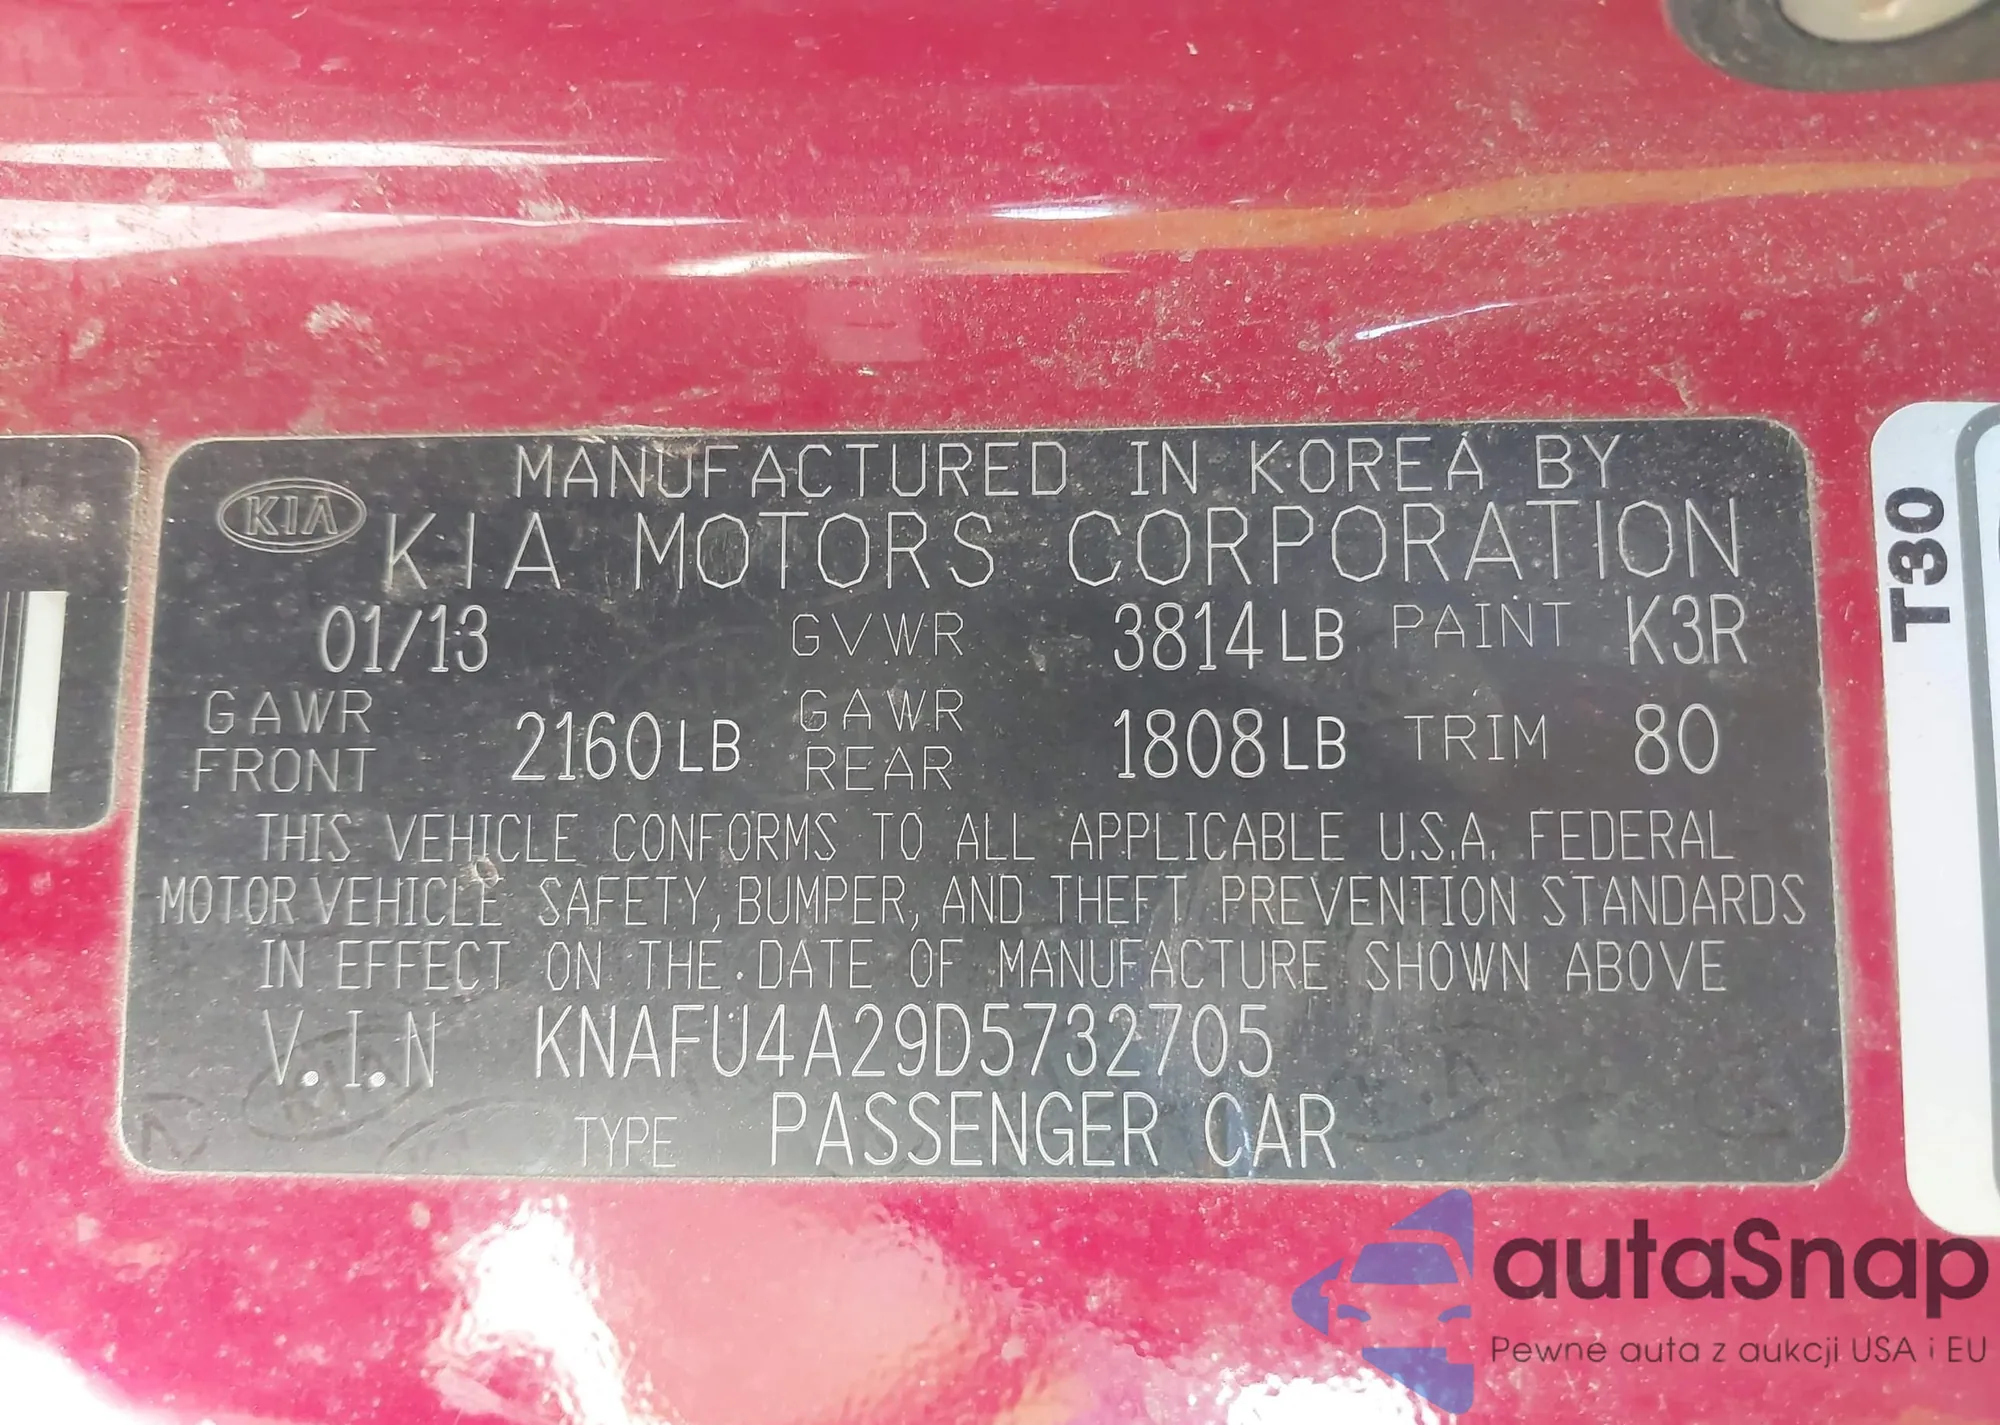 MANUFACTURED IN KOREA BY
KIA KIA MOTORS CORPORATION
01/13 GVWR 3814LB PAINT K3R
GAWR FRONT 2160LB GAWR REAR 1808LB TRIM 80
THIS VEHICLE CONFORMS TO ALL APPLICABLE U.S.A. FEDERAL
MOTOR VEHICLE SAFETY, BUMPER, AND THEFT PREVENTION STANDARDS
IN EFFECT ON THE DATE OF MANUFACTURE SHOWN ABOVE
V.I.N KNAFU4A29D5732705
TYPE PASSENGER CAR
T30
autaSnap
Pewne auta z aukcji USA i EU